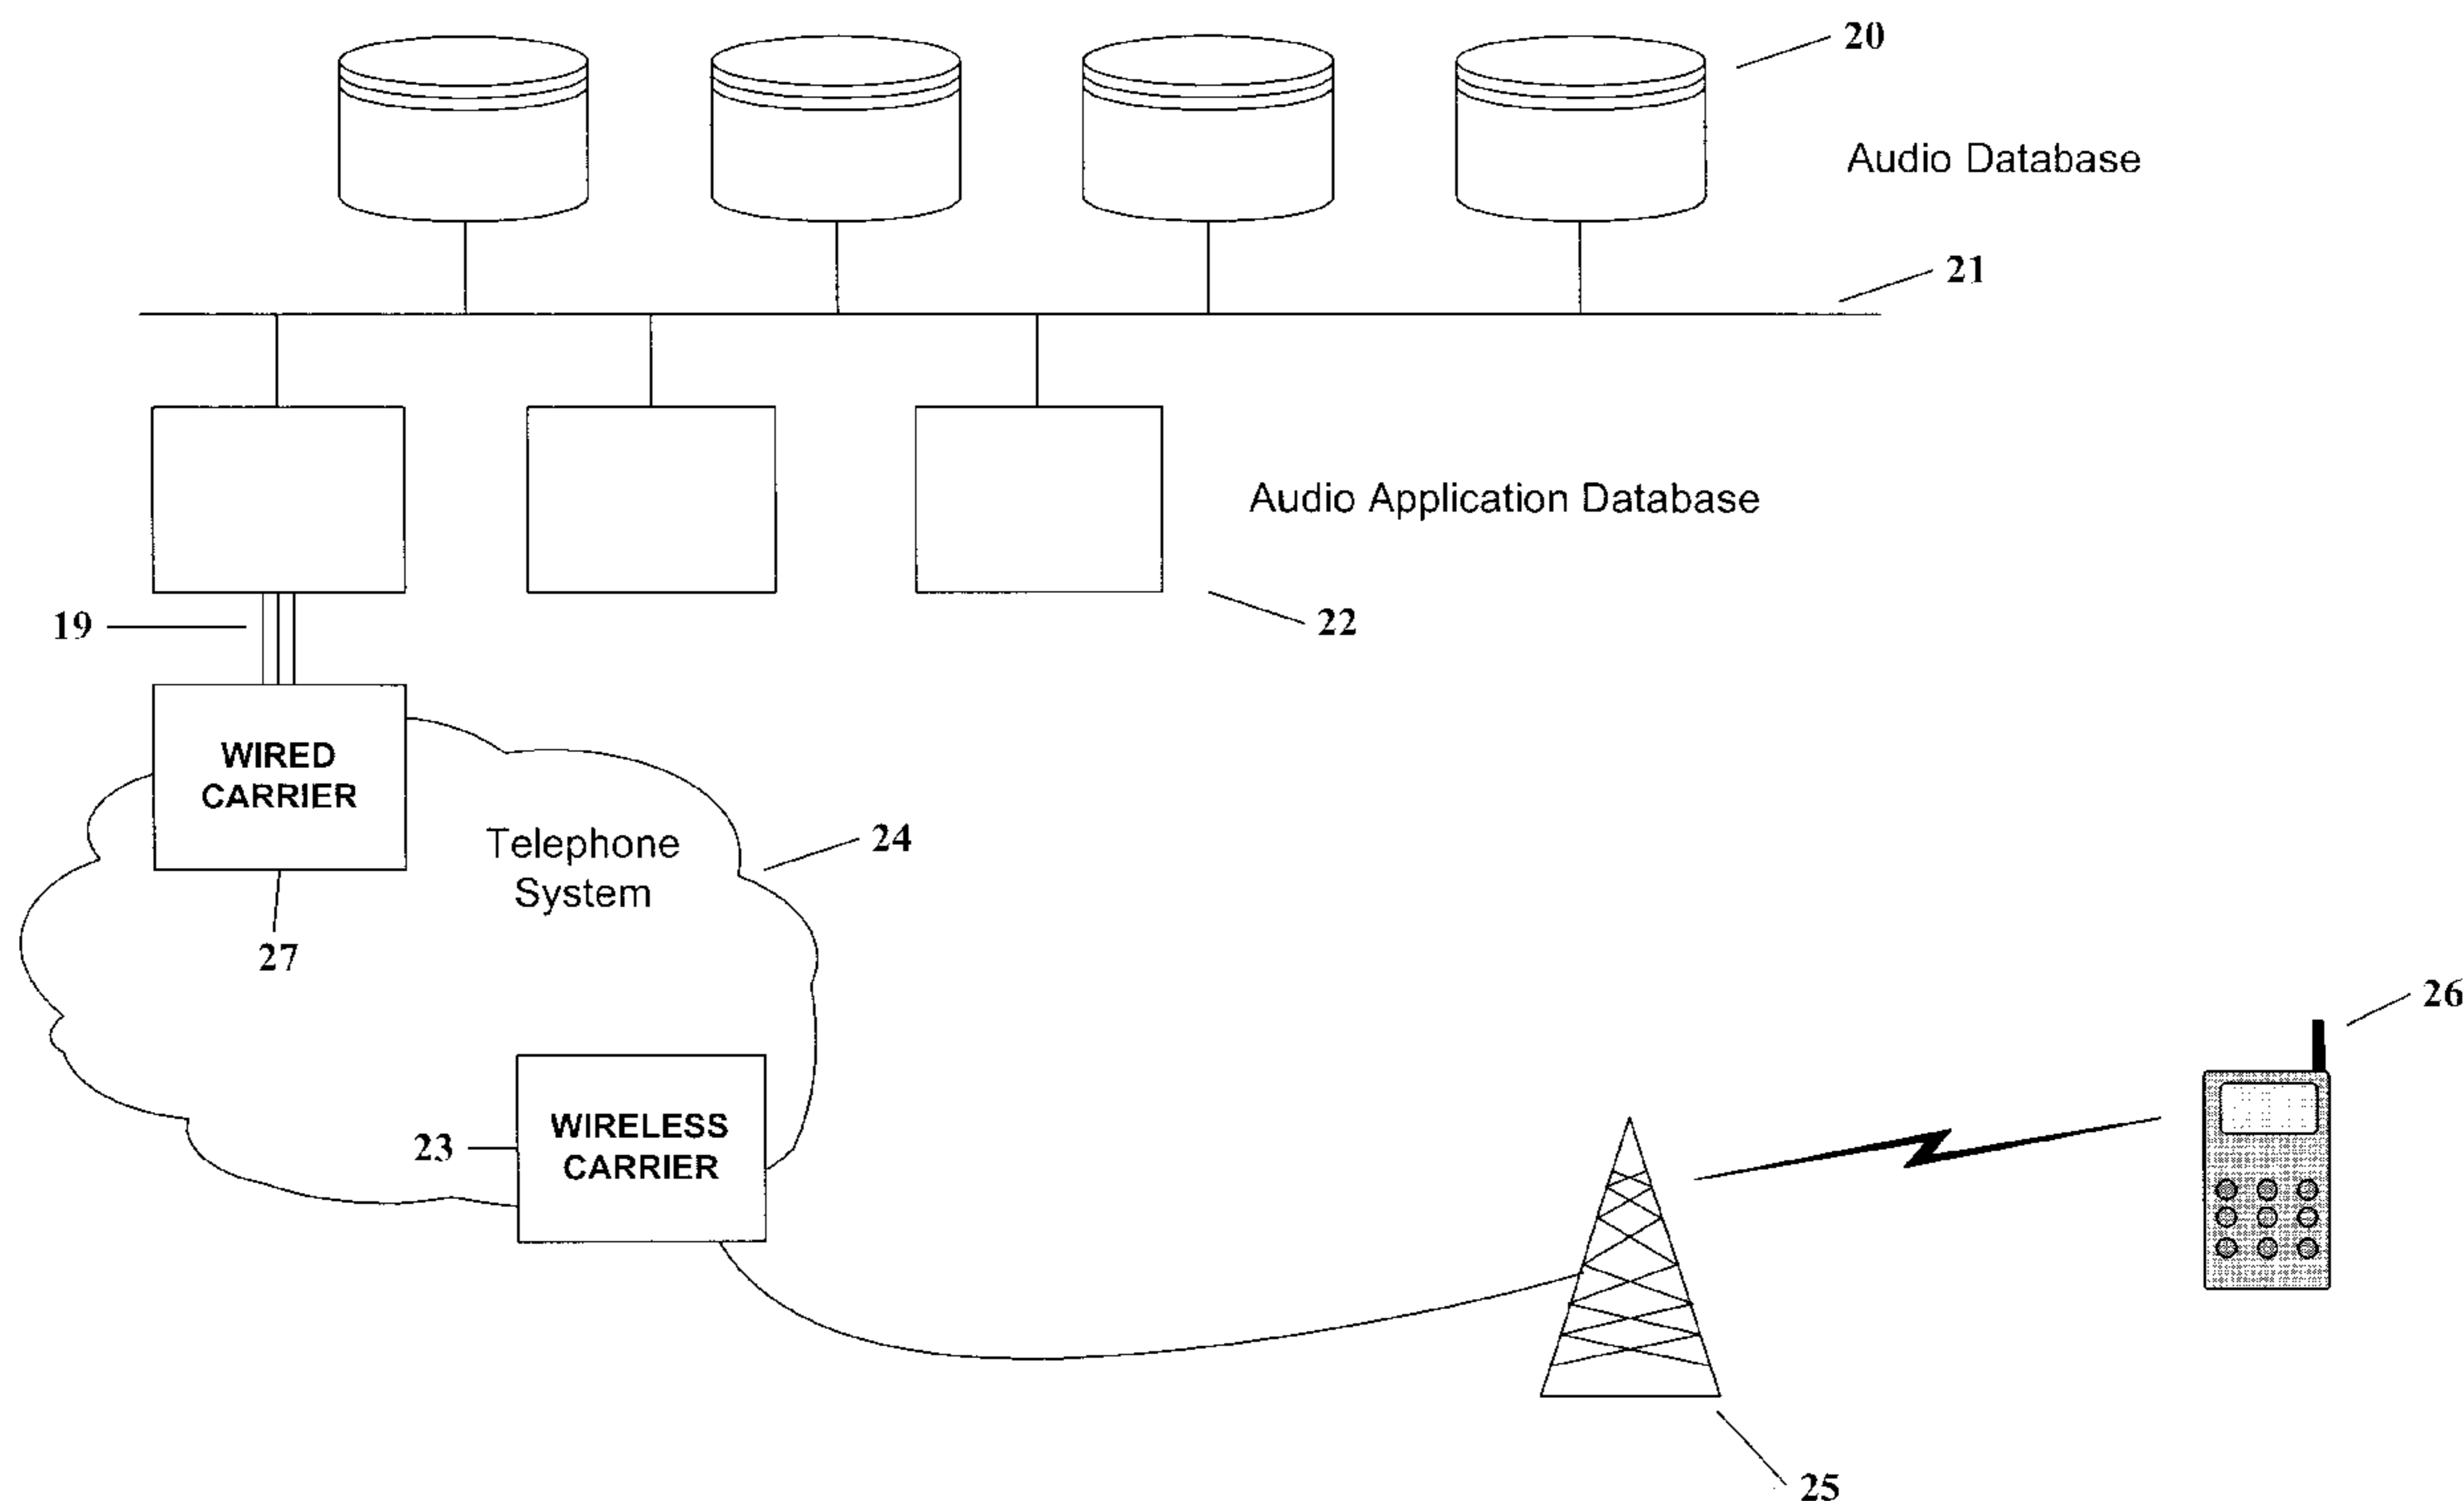 20
Audio Database
21
Audio Application Database
19
22
WIRED
CARRIER
Telephone
System
24
27
26
23
WIRELESS
CARRIER
25